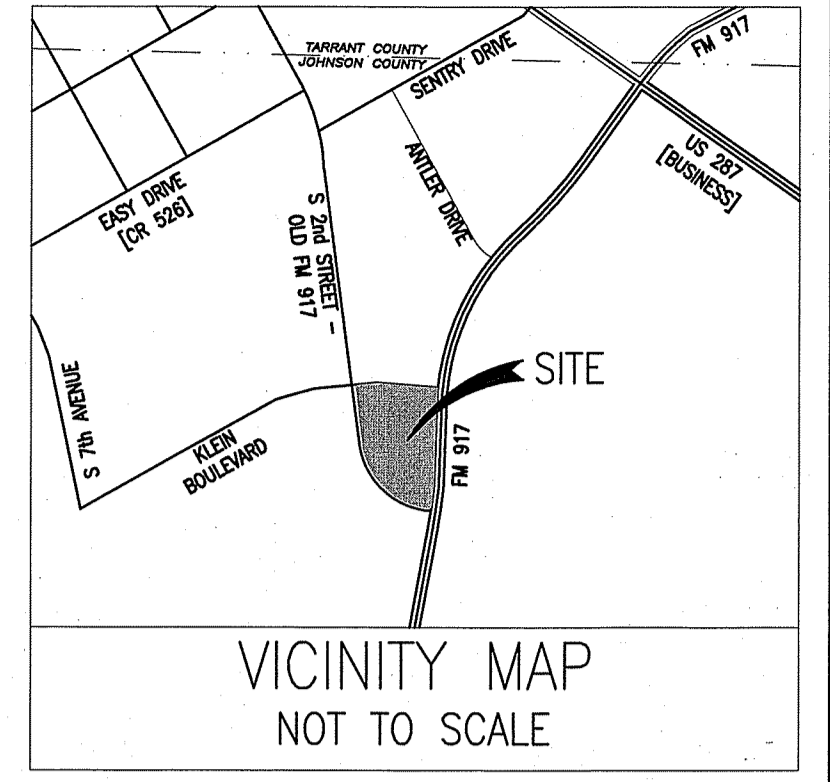 TARRANT COUNTY
JOHNSON COUNTY
FM 917
SENTRY DRIVE
US 287
[BUSINESS]
ANTLER DRIVE
EASY DRIVE
[CR 526]
S 2nd STREET -
OLD FM 917
SITE
S 7th AVENUE
KLEIN
BOULEVARD
FM 917
VICINITY MAP
NOT TO SCALE